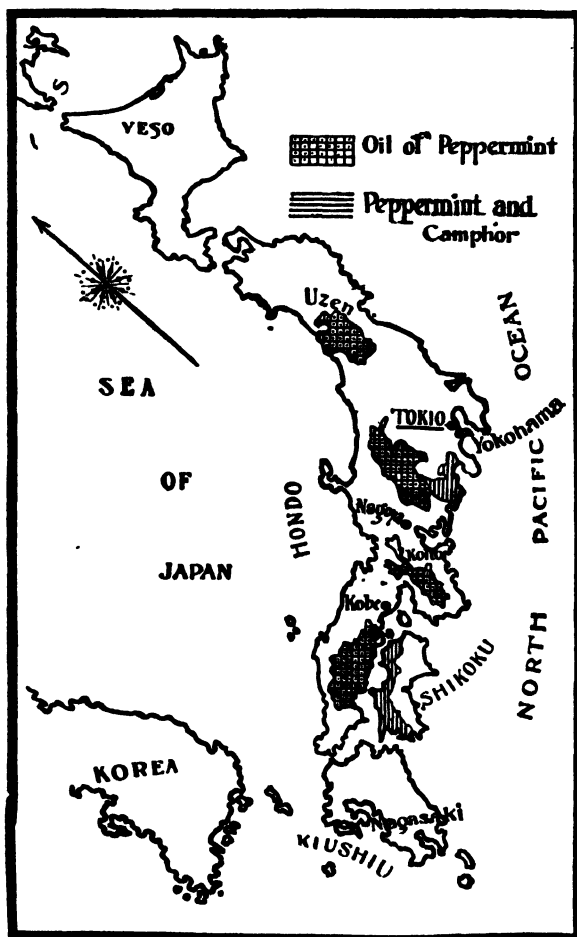 S
YESO
Oil of Peppermint
Peppermint and
Camphor
Uzen
OCEAN
SEA
TOKIO
Yokohama
PACIFIC
OF
HONDO
Nagoya
JAPAN
Kobe
NORTH
SHIKOKU
KOREA
Nagasaki
KIUSHIU